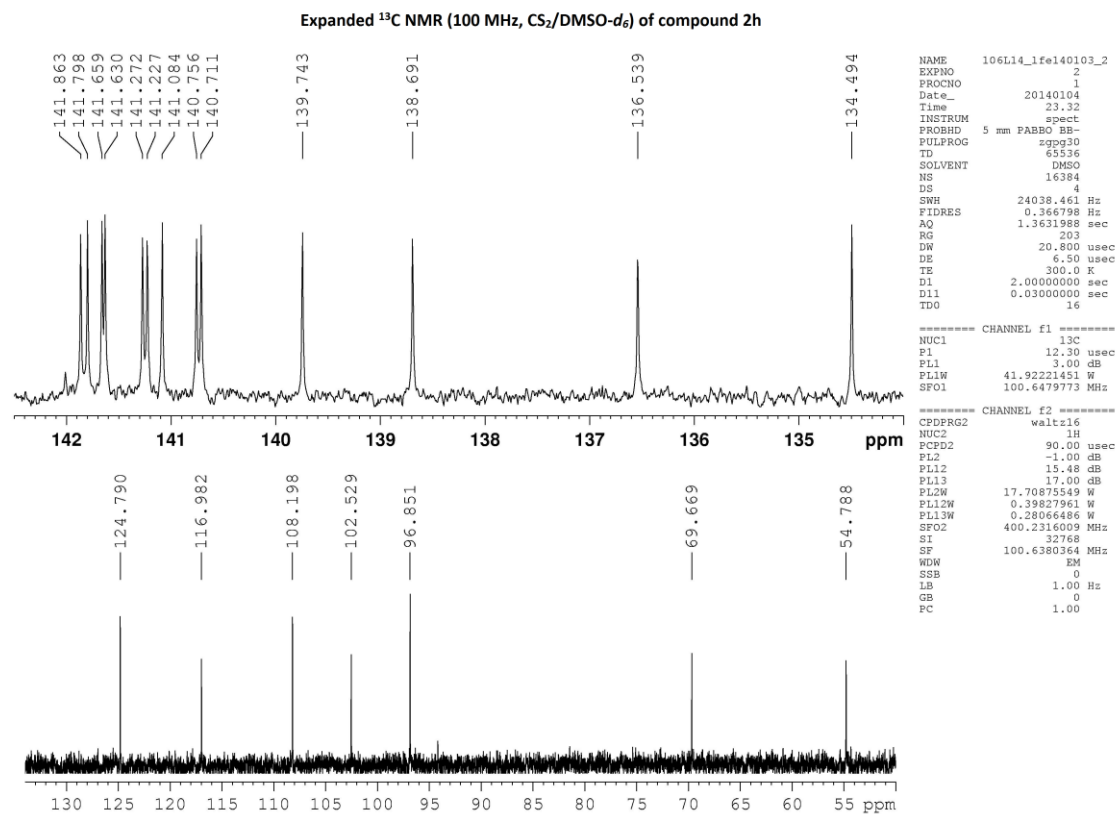 Expanded ¹³C NMR (100 MHz, CS₂/DMSO-d₆) of compound 2h
141.863
141.798
141.659
141.630
141.272
141.227
141.084
140.756
140.711
139.743
138.691
136.539
134.494
142 141 140 139 138 137 136 135 ppm
124.790
116.982
108.198
102.529
96.851
69.669
54.788
130 125 120 115 110 105 100 95 90 85 80 75 70 65 60 55 ppm
NAME 106L14_lfe140103_2
EXPNO 2
PROCNO 1
Date_ 20140104
Time 23.32
INSTRUM spect
PROBHD 5 mm PABBO BB-
PULPROG zgpg30
TD 65536
SOLVENT DMSO
NS 16384
DS 4
SWH 24038.461 Hz
FIDRES 0.366798 Hz
AQ 1.3631988 sec
RG 203
DW 20.800 usec
DE 6.50 usec
TE 300.0 K
D1 2.00000000 sec
D11 0.03000000 sec
TD0 16
======== CHANNEL f1 ========
NUC1 13C
P1 12.30 usec
PL1 3.00 dB
PL1W 41.92221451 W
SFO1 100.6479773 MHz
======== CHANNEL f2 ========
CPDPRG2 waltz16
NUC2 1H
PCPD2 90.00 usec
PL2 -1.00 dB
PL12 15.48 dB
PL13 17.00 dB
PL2W 17.70875549 W
PL12W 0.39827961 W
PL13W 0.28066486 W
SFO2 400.2316009 MHz
SI 32768
SF 100.6380364 MHz
WDW EM
SSB 0
LB 1.00 Hz
GB 0
PC 1.00